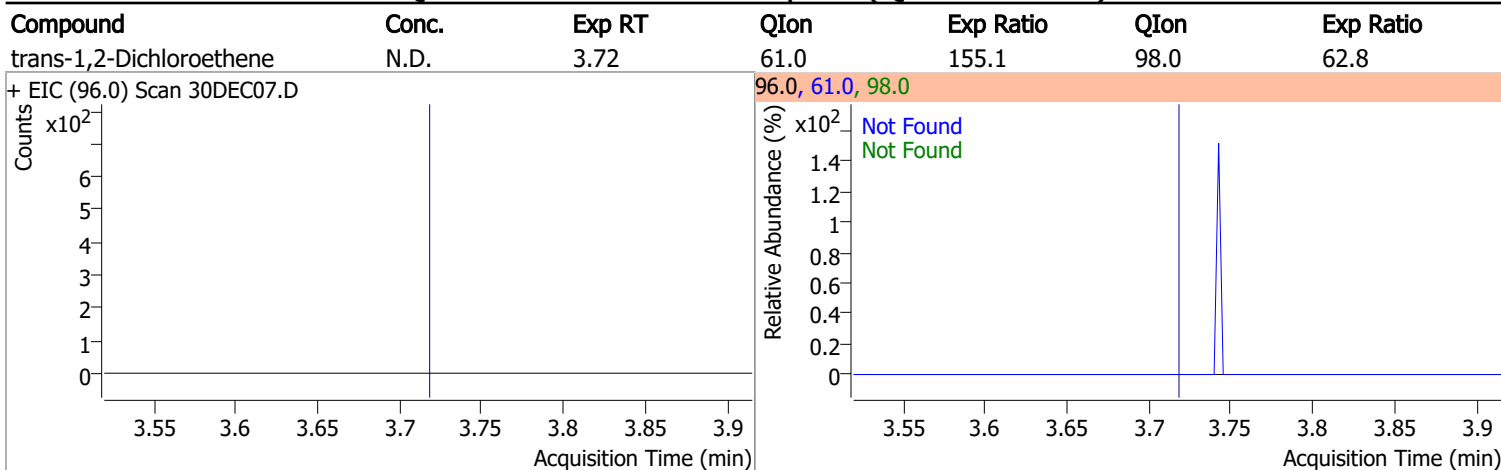 Compound Conc. Exp RT QIon Exp Ratio QIon Exp Ratio
trans-1,2-Dichloroethene N.D. 3.72 61.0 155.1 98.0 62.8
+ EIC (96.0) Scan 30DEC07.D
Counts
x102
6
5
4
3
2
1
0
3.55 3.6 3.65 3.7 3.75 3.8 3.85 3.9
Acquisition Time (min)
96.0, 61.0, 98.0
Relative Abundance (%)
x102
Not Found
Not Found
1.4
1.2
1
0.8
0.6
0.4
0.2
0
3.55 3.6 3.65 3.7 3.75 3.8 3.85 3.9
Acquisition Time (min)